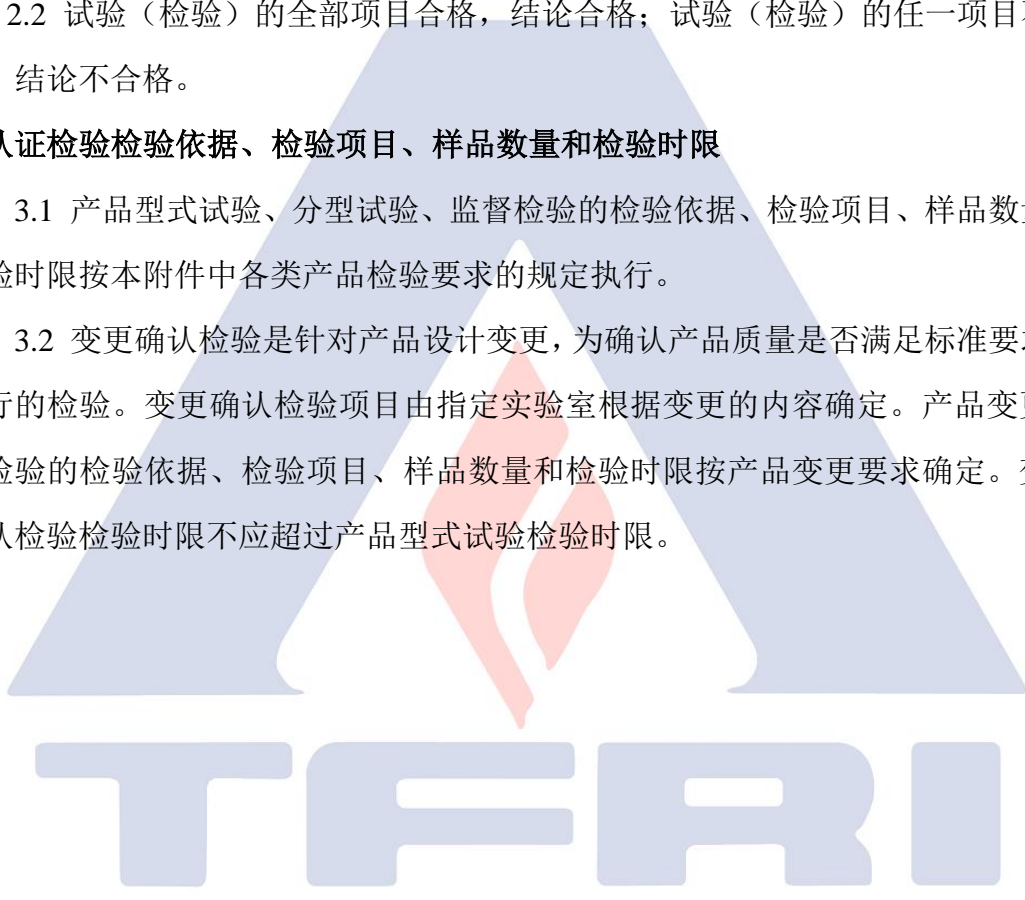 2.2 试验（检验）的全部项目合格，结论合格；试验（检验）的任一项目
结论不合格。
认证检验检验依据、检验项目、样品数量和检验时限
3.1 产品型式试验、分型试验、监督检验的检验依据、检验项目、样品数量
验时限按本附件中各类产品检验要求的规定执行。
3.2 变更确认检验是针对产品设计变更，为确认产品质量是否满足标准要求
行的检验。变更确认检验项目由指定实验室根据变更的内容确定。产品变更
检验的检验依据、检验项目、样品数量和检验时限按产品变更要求确定。变
认检验检验时限不应超过产品型式试验检验时限。
TFRI